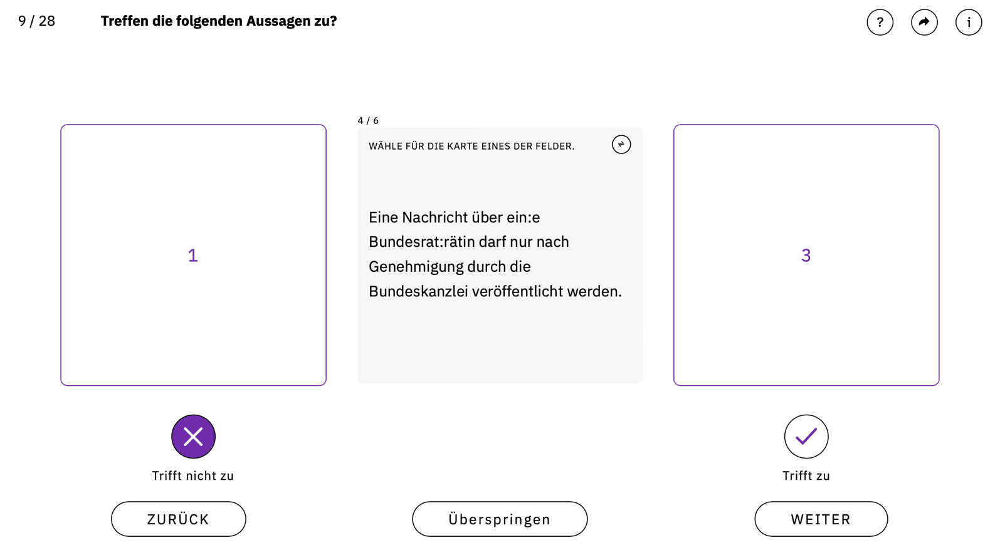 9 / 28
Treffen die folgenden Aussagen zu?
?
i
4 / 6
WÄHLE FÜR DIE KARTE EINES DER FELDER.
1
Eine Nachricht über ein:e
Bundesrat:rätin darf nur nach
Genehmigung durch die
Bundeskanzlei veröffentlicht werden.
3
Trifft nicht zu
Trifft zu
ZURÜCK
Überspringen
WEITER